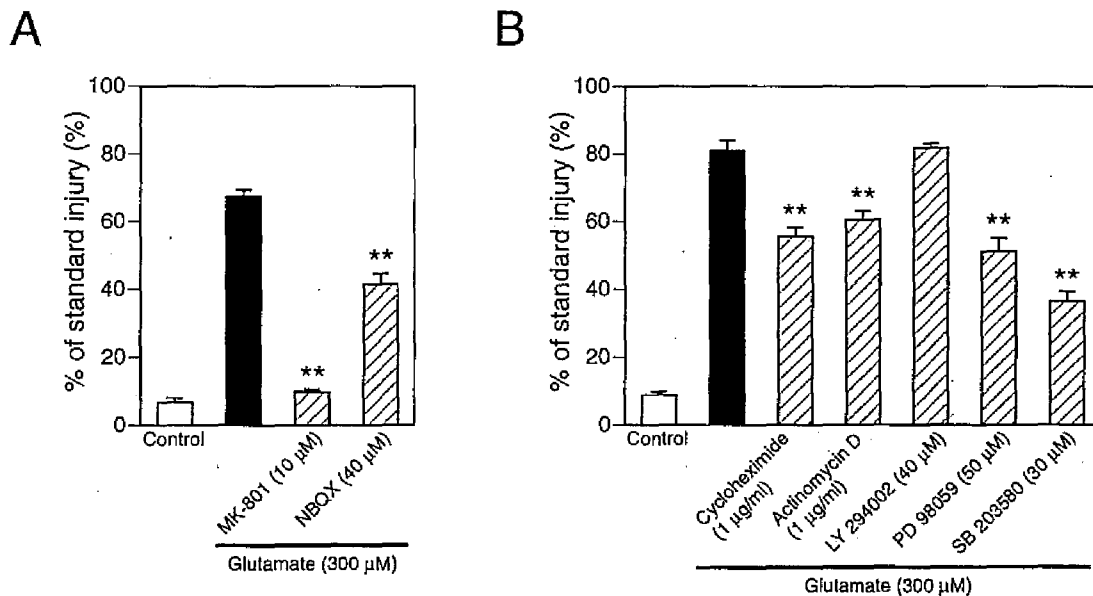 A
% of standard injury (%)
100
80
60
40
20
0
**
**
Control
MK-801 (10 μM)
NBQX (40 μM)
Glutamate (300 μM)
B
% of standard injury (%)
100
80
60
40
20
0
**
**
**
**
Control
Cycloheximide
(1 μg/ml)
Actinomycin D
(1 μg/ml)
LY 294002 (40 μM)
PD 98059 (50 μM)
SB 203580 (30 μM)
Glutamate (300 μM)